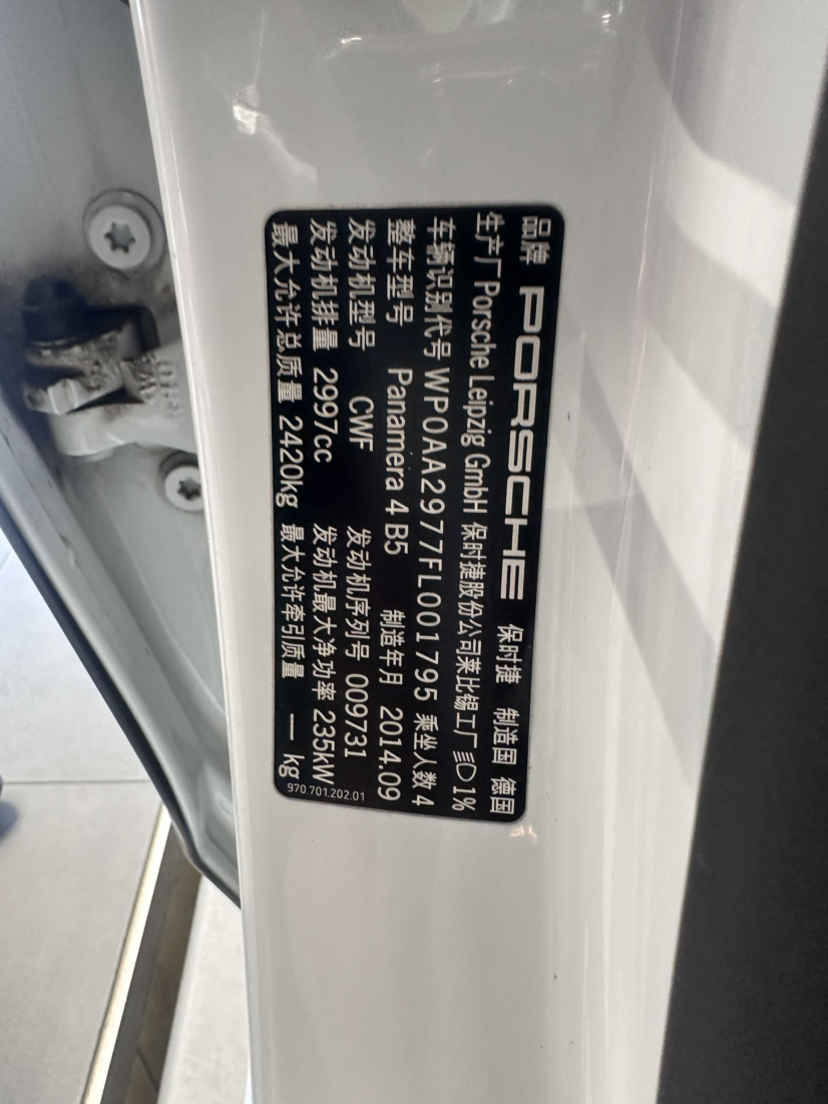 品牌 PORSCHE 保时捷 制造国 德国
生产厂 Porsche Leipzig GmbH 保时捷股份公司莱比锡工厂 1%
车辆识别代号 WP0AA2977FL001795 乘坐人数 4
整车型号 Panamera 4 B5 制造年月 2014.09
发动机型号 CWF 发动机序列号 009731
发动机排量 2997cc 发动机最大净功率 235kW
最大允许总质量 2420kg 最大允许牵引质量 — kg
970.701.202.01